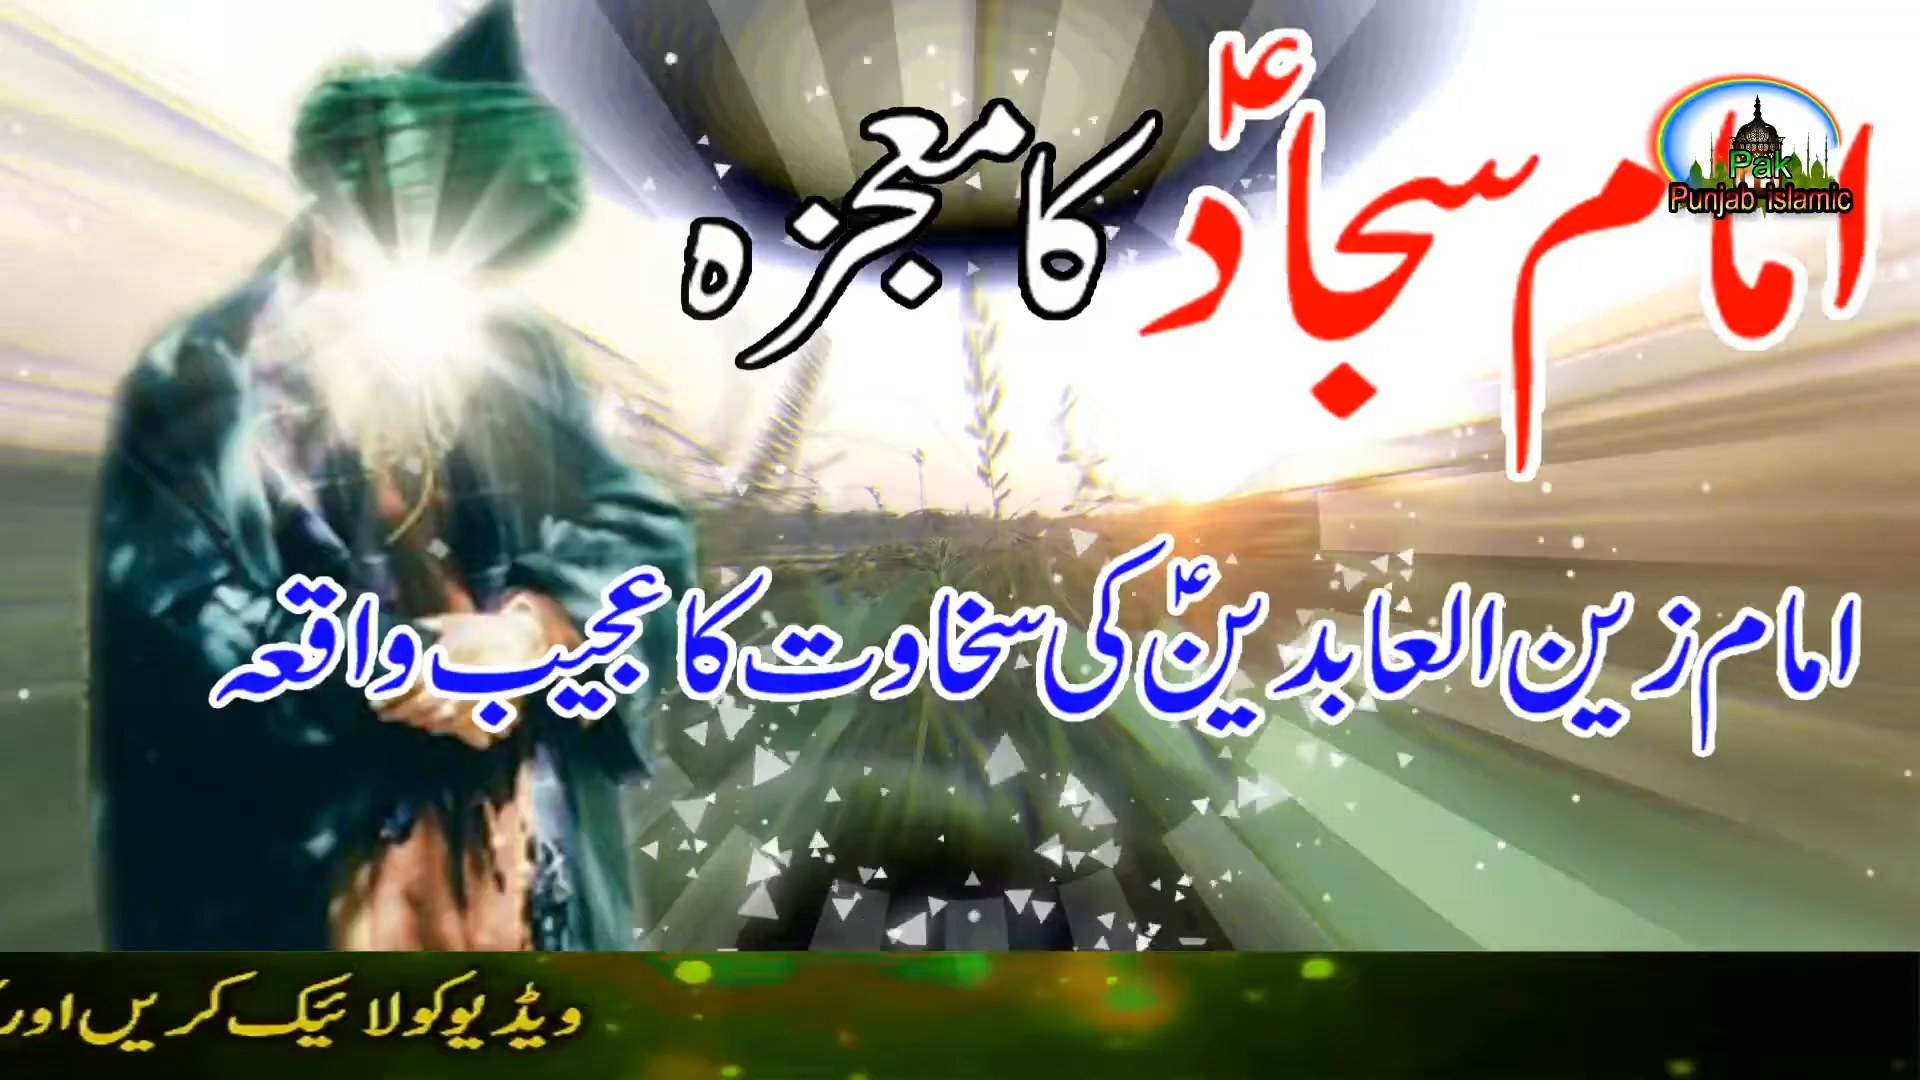 امام سجادؑ کا معجزہ
Pak
Punjab islamic
امام زین العابدینؑ کی سخاوت کا عجیب واقعہ
ویڈیو کو لائیک کریں اور